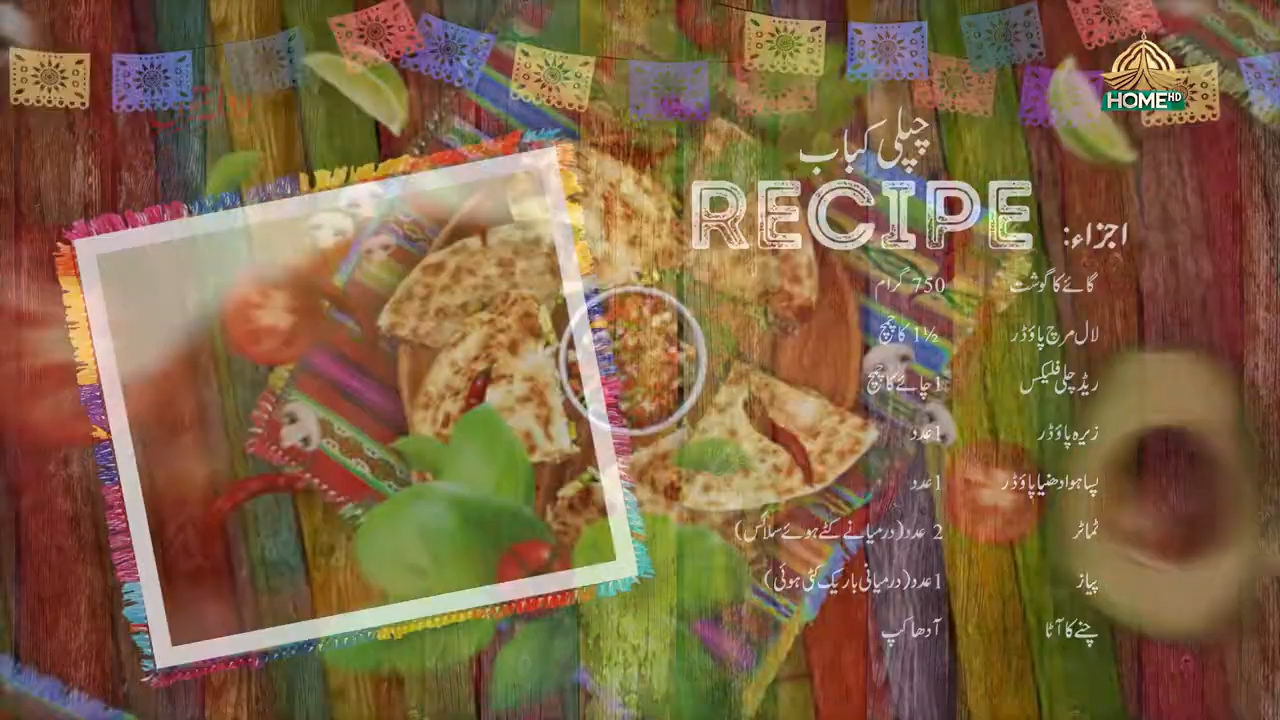 HOME HD
چپلی کباب
RECIPE
اجزاء:
گائے کا گوشت 750 گرام
لال مرچ پاؤڈر 1½ کا چمچ
ریڈ چلی فلیکس 1 چائے کا چمچ
زیرہ پاؤڈر 1 عدد
پسا ہوا دھنیا پاؤڈر 1 عدد
ٹماٹر 2 عدد (درمیانے کٹے ہوئے سلائس)
پیاز 1 عدد (درمیانی باریک کٹی ہوئی)
چنے کا آٹا آدھا کپ